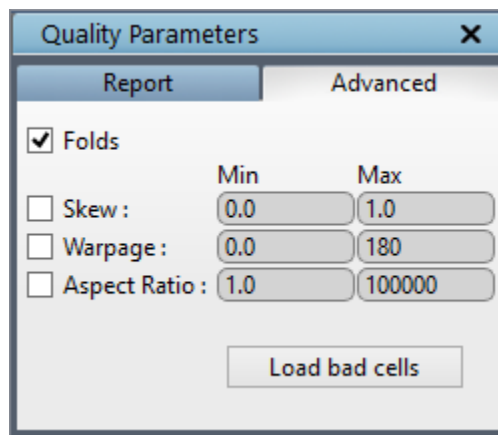 Quality Parameters
Report Advanced
Folds
Min Max
Skew : 0.0 1.0
Warpage : 0.0 180
Aspect Ratio : 1.0 100000
Load bad cells